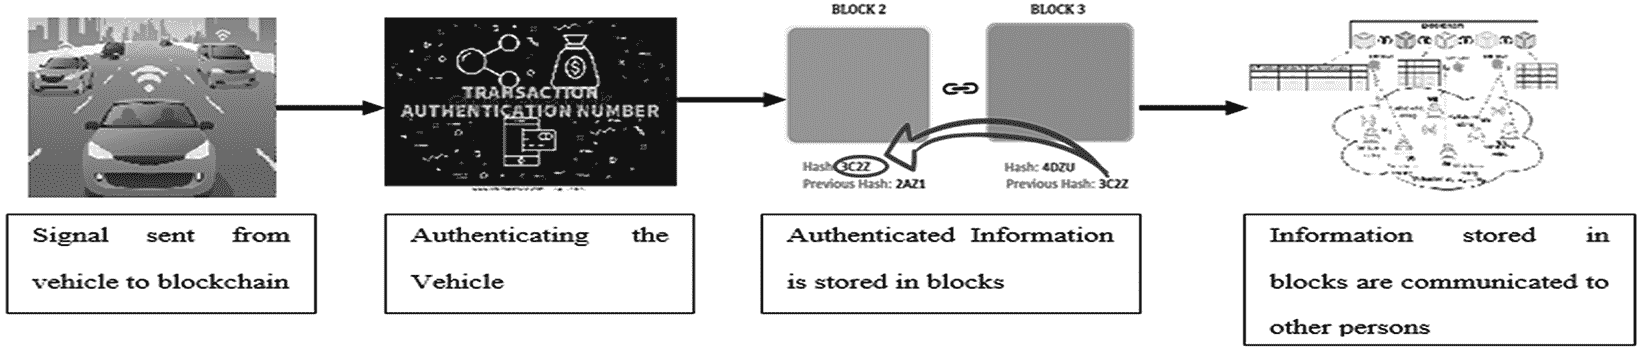 BLOCK 2
BLOCK 3
TRANSACTION
AUTHENTICATION NUMBER
Hash: 3C2Z
Previous Hash: 2AZ1
Hash: 4DZU
Previous Hash: 3C2Z
Signal sent from
vehicle to blockchain
Authenticating the
Vehicle
Authenticated Information
is stored in blocks
Information stored in
blocks are communicated to
other persons